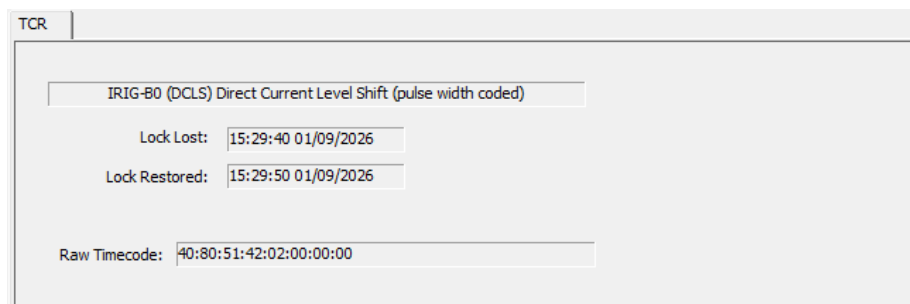 TCR
IRIG-B0 (DCLS) Direct Current Level Shift (pulse width coded)
Lock Lost: 15:29:40 01/09/2026
Lock Restored: 15:29:50 01/09/2026
Raw Timecode: 40:80:51:42:02:00:00:00